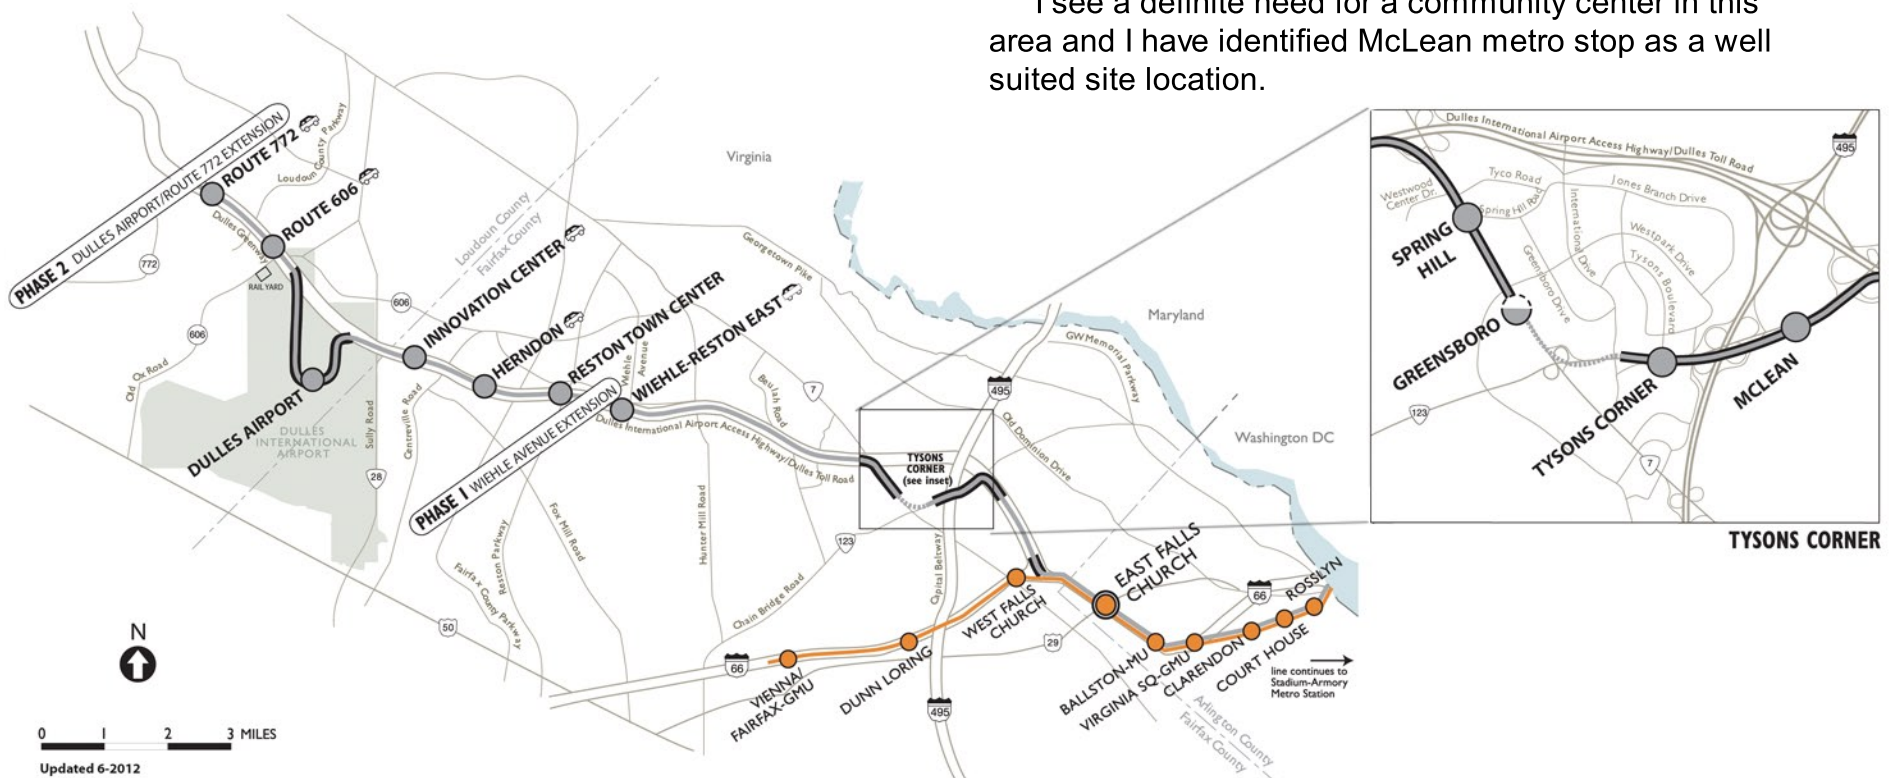 I see a definite need for a community center in this
area and I have identified McLean metro stop as a well
suited site location.
PHASE 2 DULLES AIRPORT/ROUTE 772 EXTENSION
ROUTE 772
Loudoun County Parkway
ROUTE 606
Dulles Greenway
772
RAIL YARD
606
606
Old Ox Road
DULLES AIRPORT
DULLES
INTERNATIONAL
AIRPORT
Sully Road
28
Centreville Road
Loudoun County
Fairfax County
INNOVATION CENTER
HERNDON
RESTON TOWN CENTER
Wiehle Avenue
WIEHLE-RESTON EAST
PHASE 1 WIEHLE AVENUE EXTENSION
Dulles International Airport Access Highway/Dulles Toll Road
Virginia
Georgetown Pike
Beulah Road
7
Maryland
GW Memorial Parkway
495
Old Dominion Drive
Washington DC
TYSONS
CORNER
(see inset)
Fox Mill Road
Reston Parkway
Fairfax County Parkway
Hunter Mill Road
123
Chain Bridge Road
Capital Beltway
50
66
VIENNA/
FAIRFAX-GMU
DUNN LORING
WEST FALLS
CHURCH
29
EAST FALLS
CHURCH
66
ROSSLYN
BALLSTON-MU
VIRGINIA SQ-GMU
CLARENDON
COURT HOUSE
line continues to
Stadium-Armory
Metro Station
Arlington County
Fairfax County
495
N
0 1 2 3 MILES
Updated 6-2012
Dulles International Airport Access Highway/Dulles Toll Road
495
Westwood
Center Dr.
Tyco Road
Spring Hill Road
Jones Branch Drive
International Drive
Westpark Drive
Tysons Boulevard
Greensboro Drive
SPRING
HILL
GREENSBORO
TYSONS CORNER
MCLEAN
123
7
TYSONS CORNER